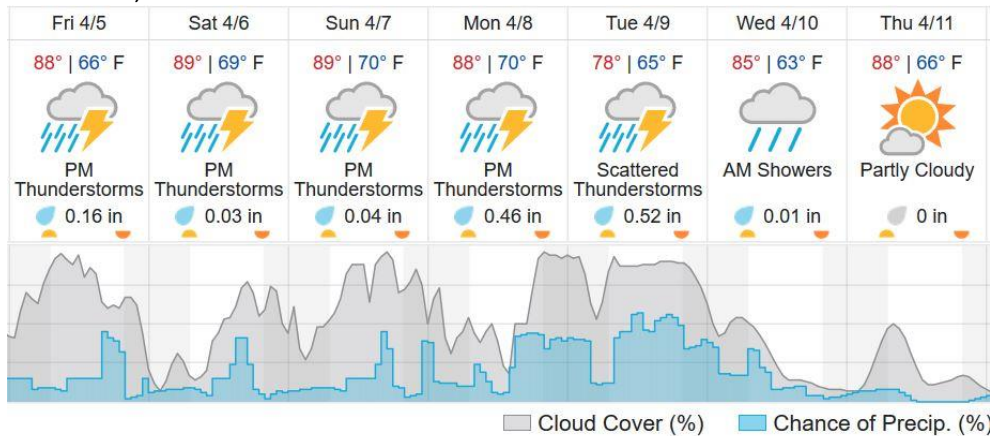 Fri 4/5 Sat 4/6 Sun 4/7 Mon 4/8 Tue 4/9 Wed 4/10 Thu 4/11
88° | 66° F 89° | 69° F 89° | 70° F 88° | 70° F 78° | 65° F 85° | 63° F 88° | 66° F
PM PM PM PM Scattered AM Showers Partly Cloudy
Thunderstorms Thunderstorms Thunderstorms Thunderstorms Thunderstorms
0.16 in 0.03 in 0.04 in 0.46 in 0.52 in 0.01 in 0 in
Cloud Cover (%) Chance of Precip. (%)